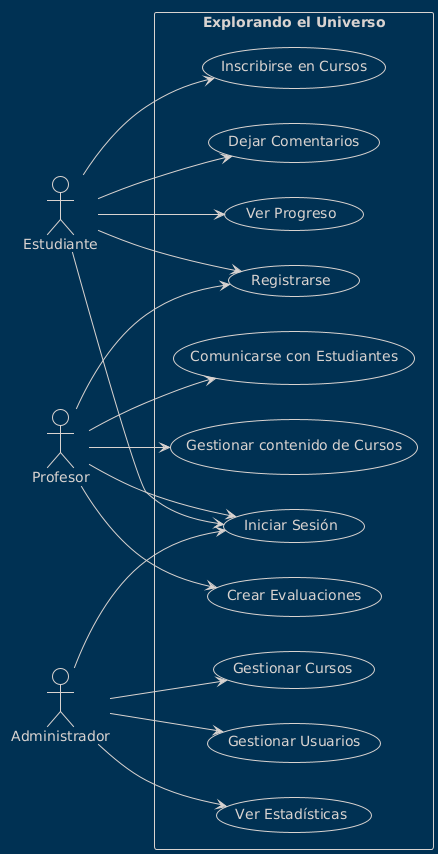 Explorando el Universo
Inscribirse en Cursos
Dejar Comentarios
Ver Progreso
Estudiante
Registrarse
Comunicarse con Estudiantes
Gestionar contenido de Cursos
Profesor
Iniciar Sesión
Crear Evaluaciones
Gestionar Cursos
Administrador
Gestionar Usuarios
Ver Estadísticas